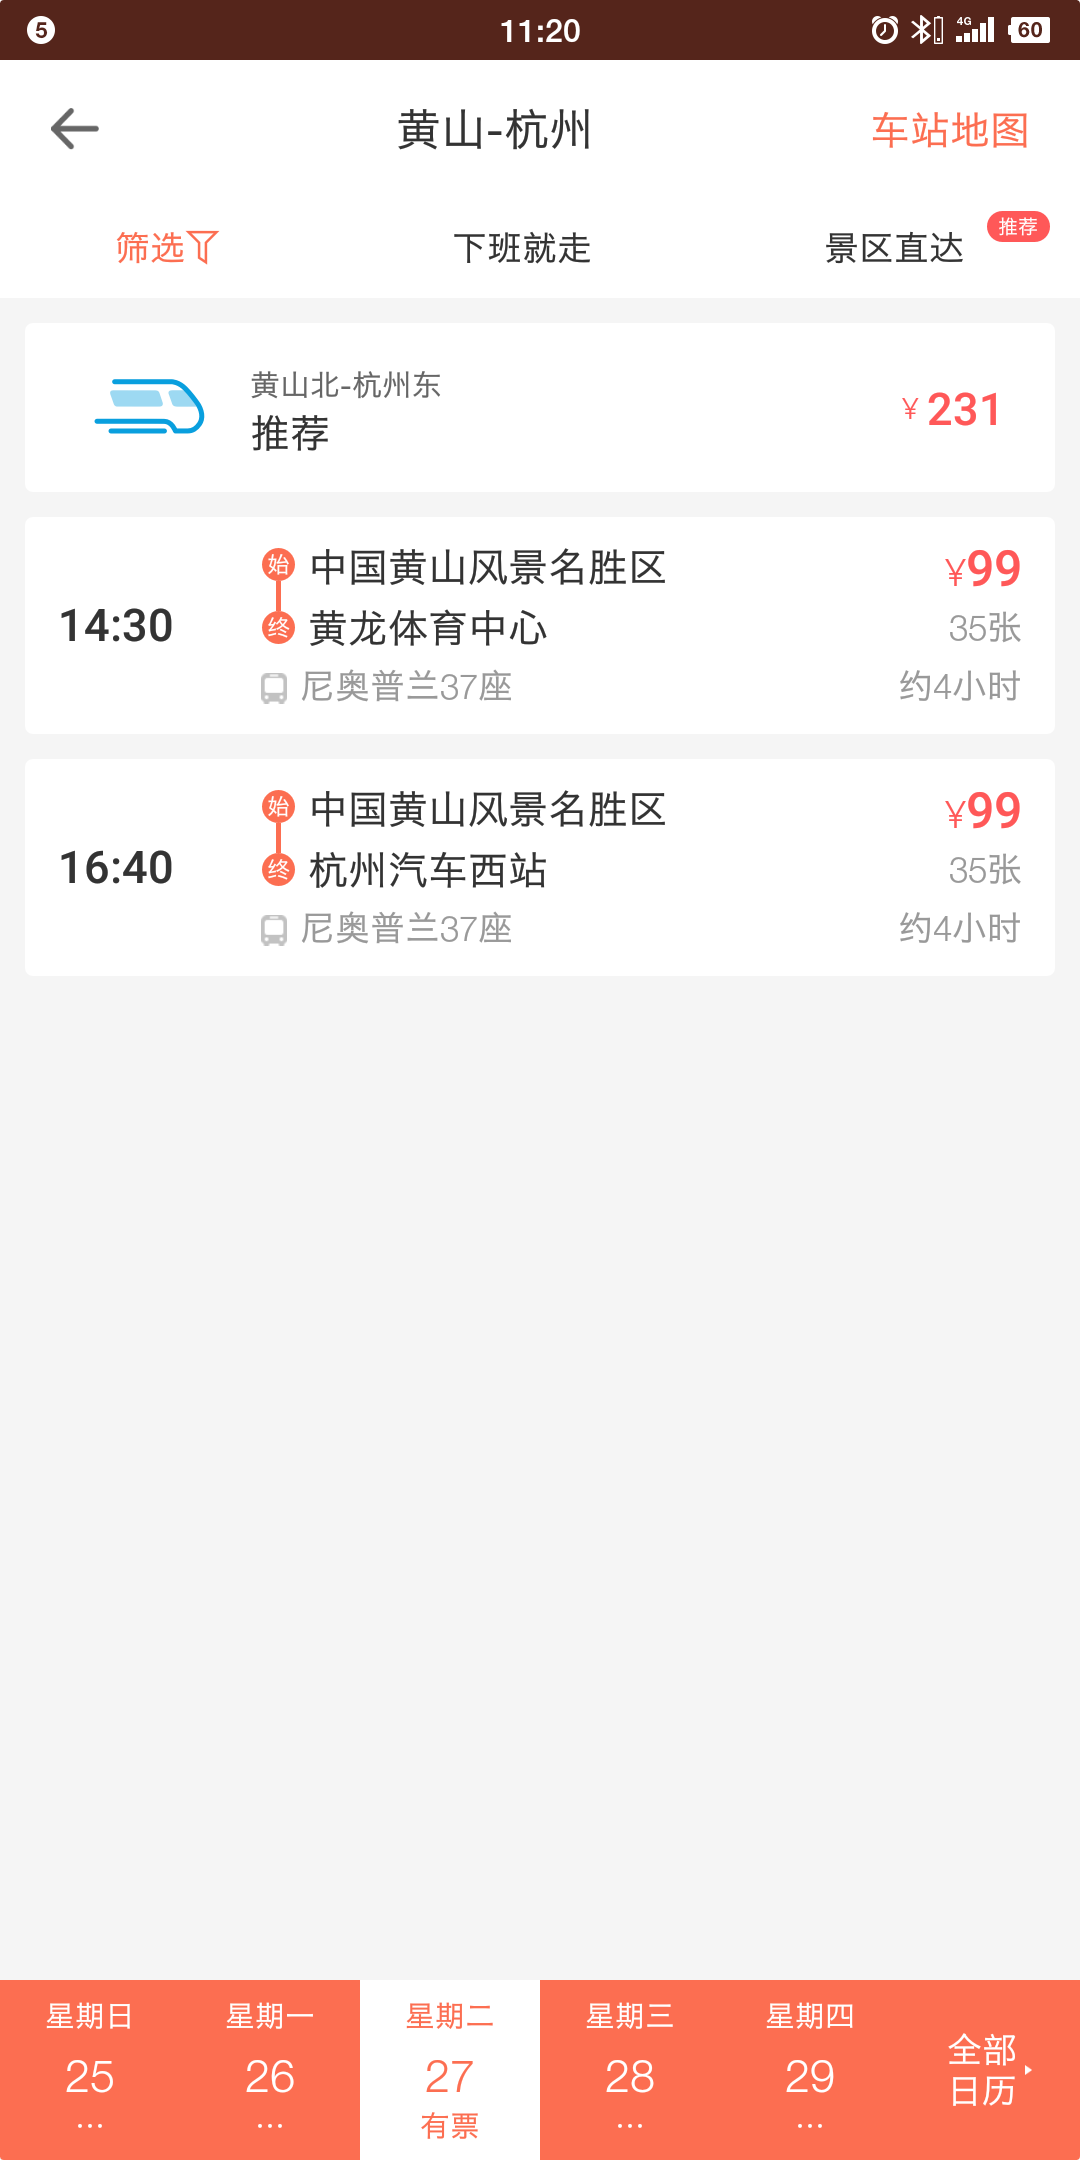 5 11:20 4G 60
黄山-杭州 车站地图
筛选 下班就走 景区直达 推荐
黄山北-杭州东
推荐
¥ 231
始 中国黄山风景名胜区 ¥99
14:30
终 黄龙体育中心 35张
尼奥普兰37座 约4小时
始 中国黄山风景名胜区 ¥99
16:40
终 杭州汽车西站 35张
尼奥普兰37座 约4小时
星期日 星期一 星期二 星期三 星期四
25 26 27 28 29
... ... 有票 ... ...
全部
日历